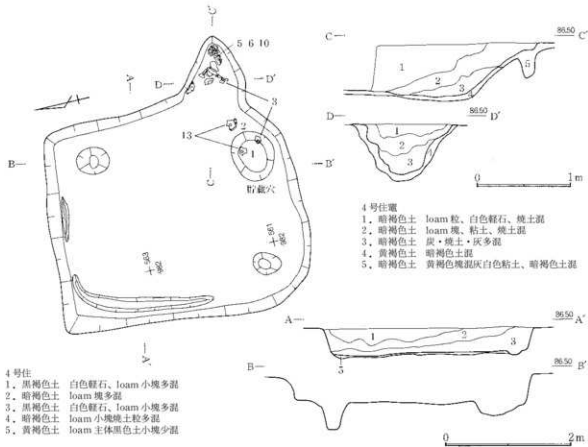 C′
5 6 10
A
D
D′
3
2
13
1
B
B′
C
貯蔵穴
563
962
561
962
A′
C
86.50
C′
1
2
3
5
D
86.50
D′
1
2
3
4
0
1m
4号住竈
1、暗褐色土 loam粒、白色軽石、焼土混
2、暗褐色土 loam塊、粘土、焼土混
3、暗褐色土 炭・焼土・灰多混
4、黄褐色土 暗褐色土混
5、暗褐色土 黄褐色塊混灰白色粘土、暗褐色土混
A
86.50
A′
1
2
3
5
B
86.50
B′
0
2m
4号住
1、黒褐色土 白色軽石、loam小塊多混
2、暗褐色土 loam塊多混
3、黒褐色土 白色軽石、loam小塊多混
4、暗褐色土 loam小塊焼土粒多混
5、黄褐色土 loam主体黒色土小塊少混